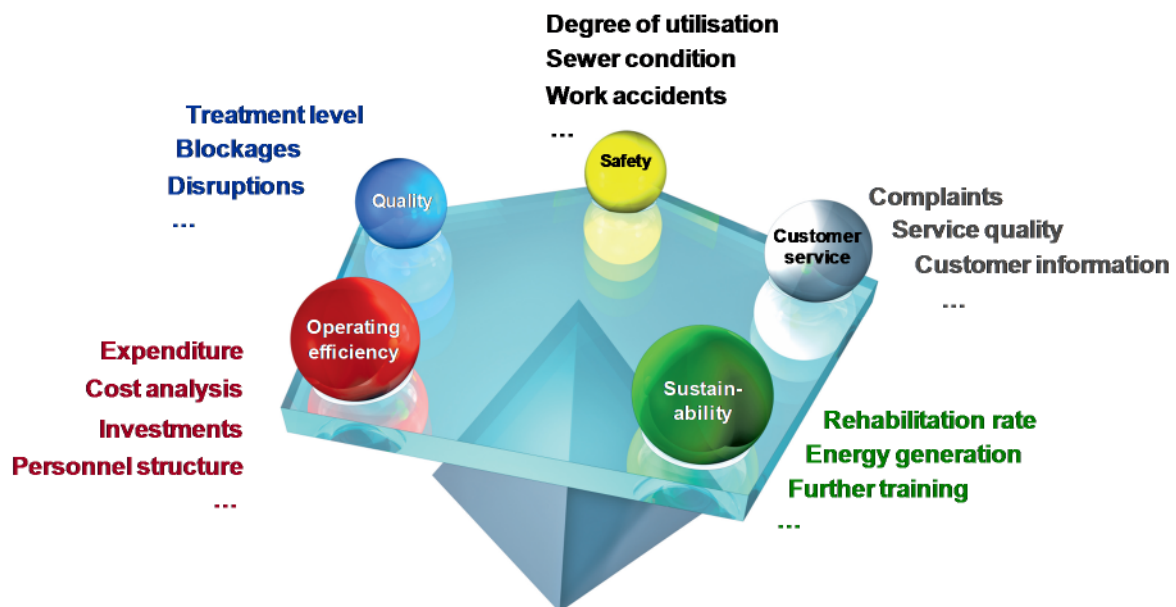 Degree of utilisation
Sewer condition
Work accidents
...
Safety
Treatment level
Blockages
Disruptions
...
Quality
Complaints
Service quality
Customer information
...
Customer
service
Operating
efficiency
Expenditure
Cost analysis
Investments
Personnel structure
...
Sustain-
ability
Rehabilitation rate
Energy generation
Further training
...